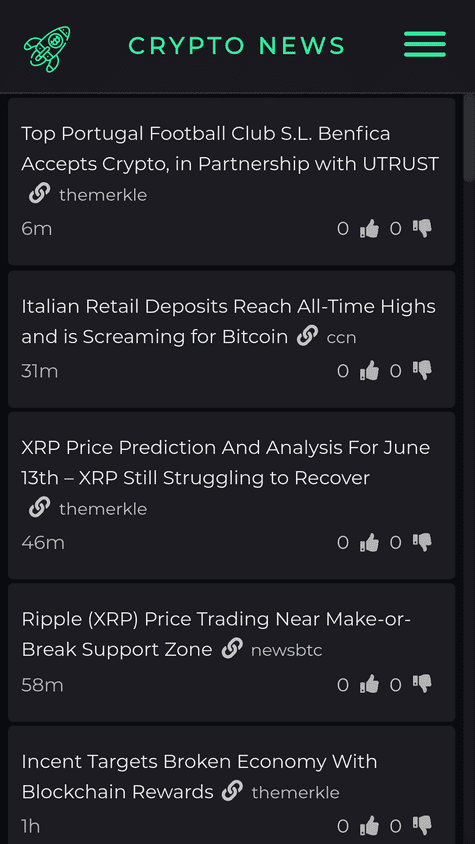 CRYPTO NEWS
Top Portugal Football Club S.L. Benfica
Accepts Crypto, in Partnership with UTRUST
themerkle
6m 0 0
Italian Retail Deposits Reach All-Time Highs
and is Screaming for Bitcoin ccn
31m 0 0
XRP Price Prediction And Analysis For June
13th – XRP Still Struggling to Recover
themerkle
46m 0 0
Ripple (XRP) Price Trading Near Make-or-
Break Support Zone newsbtc
58m 0 0
Incent Targets Broken Economy With
Blockchain Rewards themerkle
1h 0 0